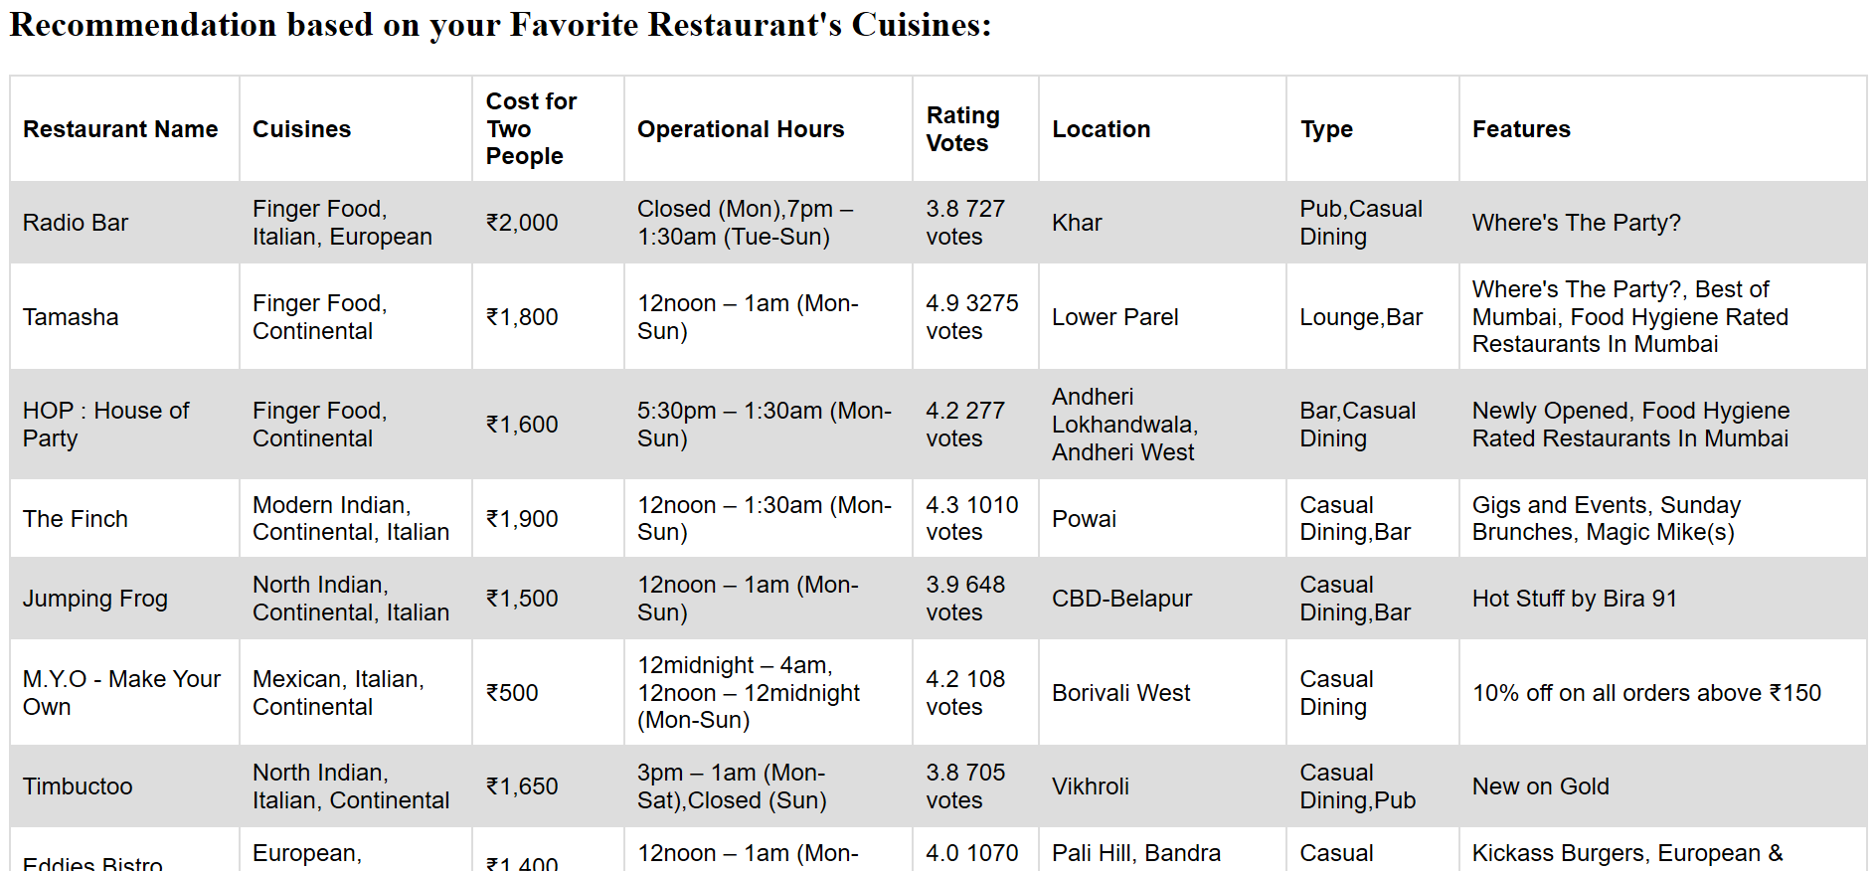 Recommendation based on your Favorite Restaurant's Cuisines:
Restaurant Name
Cuisines
Cost for
Two
People
Operational Hours
Rating
Votes
Location
Type
Features
Radio Bar
Finger Food,
Italian, European
₹2,000
Closed (Mon),7pm –
1:30am (Tue-Sun)
3.8 727
votes
Khar
Pub,Casual
Dining
Where's The Party?
Tamasha
Finger Food,
Continental
₹1,800
12noon – 1am (Mon-
Sun)
4.9 3275
votes
Lower Parel
Lounge,Bar
Where's The Party?, Best of
Mumbai, Food Hygiene Rated
Restaurants In Mumbai
HOP : House of
Party
Finger Food,
Continental
₹1,600
5:30pm – 1:30am (Mon-
Sun)
4.2 277
votes
Andheri
Lokhandwala,
Andheri West
Bar,Casual
Dining
Newly Opened, Food Hygiene
Rated Restaurants In Mumbai
The Finch
Modern Indian,
Continental, Italian
₹1,900
12noon – 1:30am (Mon-
Sun)
4.3 1010
votes
Powai
Casual
Dining,Bar
Gigs and Events, Sunday
Brunches, Magic Mike(s)
Jumping Frog
North Indian,
Continental, Italian
₹1,500
12noon – 1am (Mon-
Sun)
3.9 648
votes
CBD-Belapur
Casual
Dining,Bar
Hot Stuff by Bira 91
M.Y.O - Make Your
Own
Mexican, Italian,
Continental
₹500
12midnight – 4am,
12noon – 12midnight
(Mon-Sun)
4.2 108
votes
Borivali West
Casual
Dining
10% off on all orders above ₹150
Timbuctoo
North Indian,
Italian, Continental
₹1,650
3pm – 1am (Mon-
Sat),Closed (Sun)
3.8 705
votes
Vikhroli
Casual
Dining,Pub
New on Gold
Eddies Bistro
European,
₹1,400
12noon – 1am (Mon-
4.0 1070
Pali Hill, Bandra
Casual
Kickass Burgers, European &